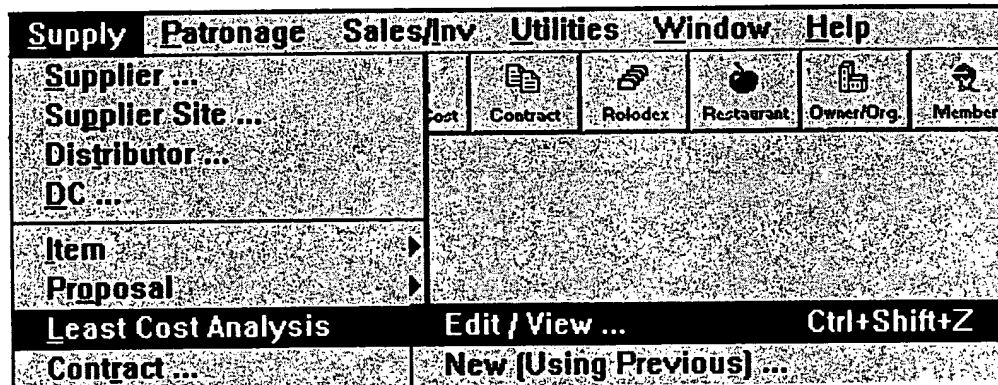 Supply Patronage Sales/Inv Utilities Window Help
Supplier ...
Supplier Site ...
Distributor ...
DC ...
Cost Contract Rolodex Restaurant Owner/Org. Member
Item
Proposal
Least Cost Analysis Edit / View ... Ctrl+Shift+Z
Contract ... New (Using Previous) ...